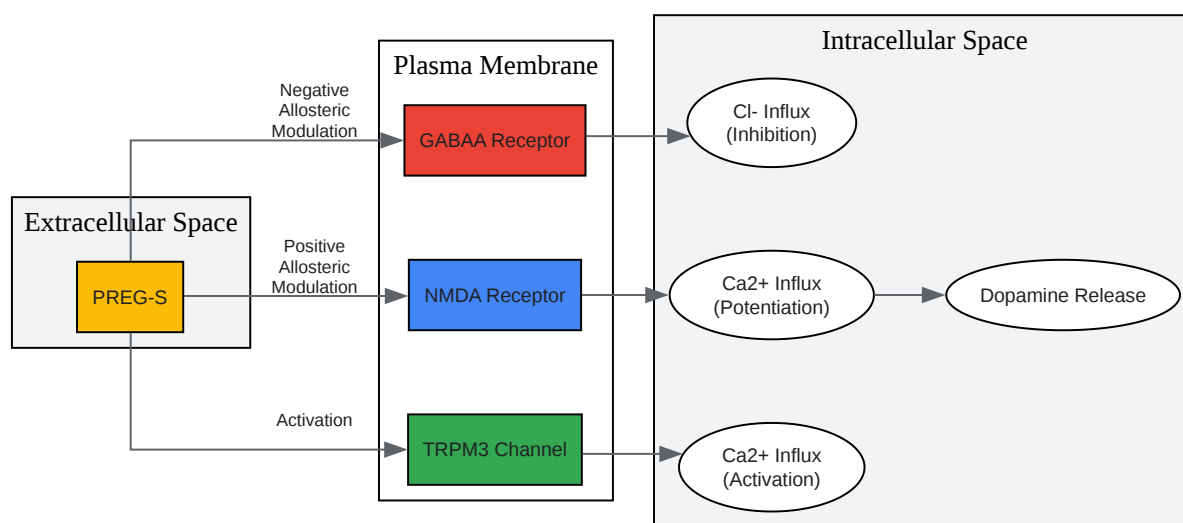 Extracellular Space
PREG-S
Negative
Allosteric
Modulation
Positive
Allosteric
Modulation
Activation
Plasma Membrane
GABAA Receptor
NMDA Receptor
TRPM3 Channel
Intracellular Space
Cl- Influx
(Inhibition)
Ca2+ Influx
(Potentiation)
Dopamine Release
Ca2+ Influx
(Activation)